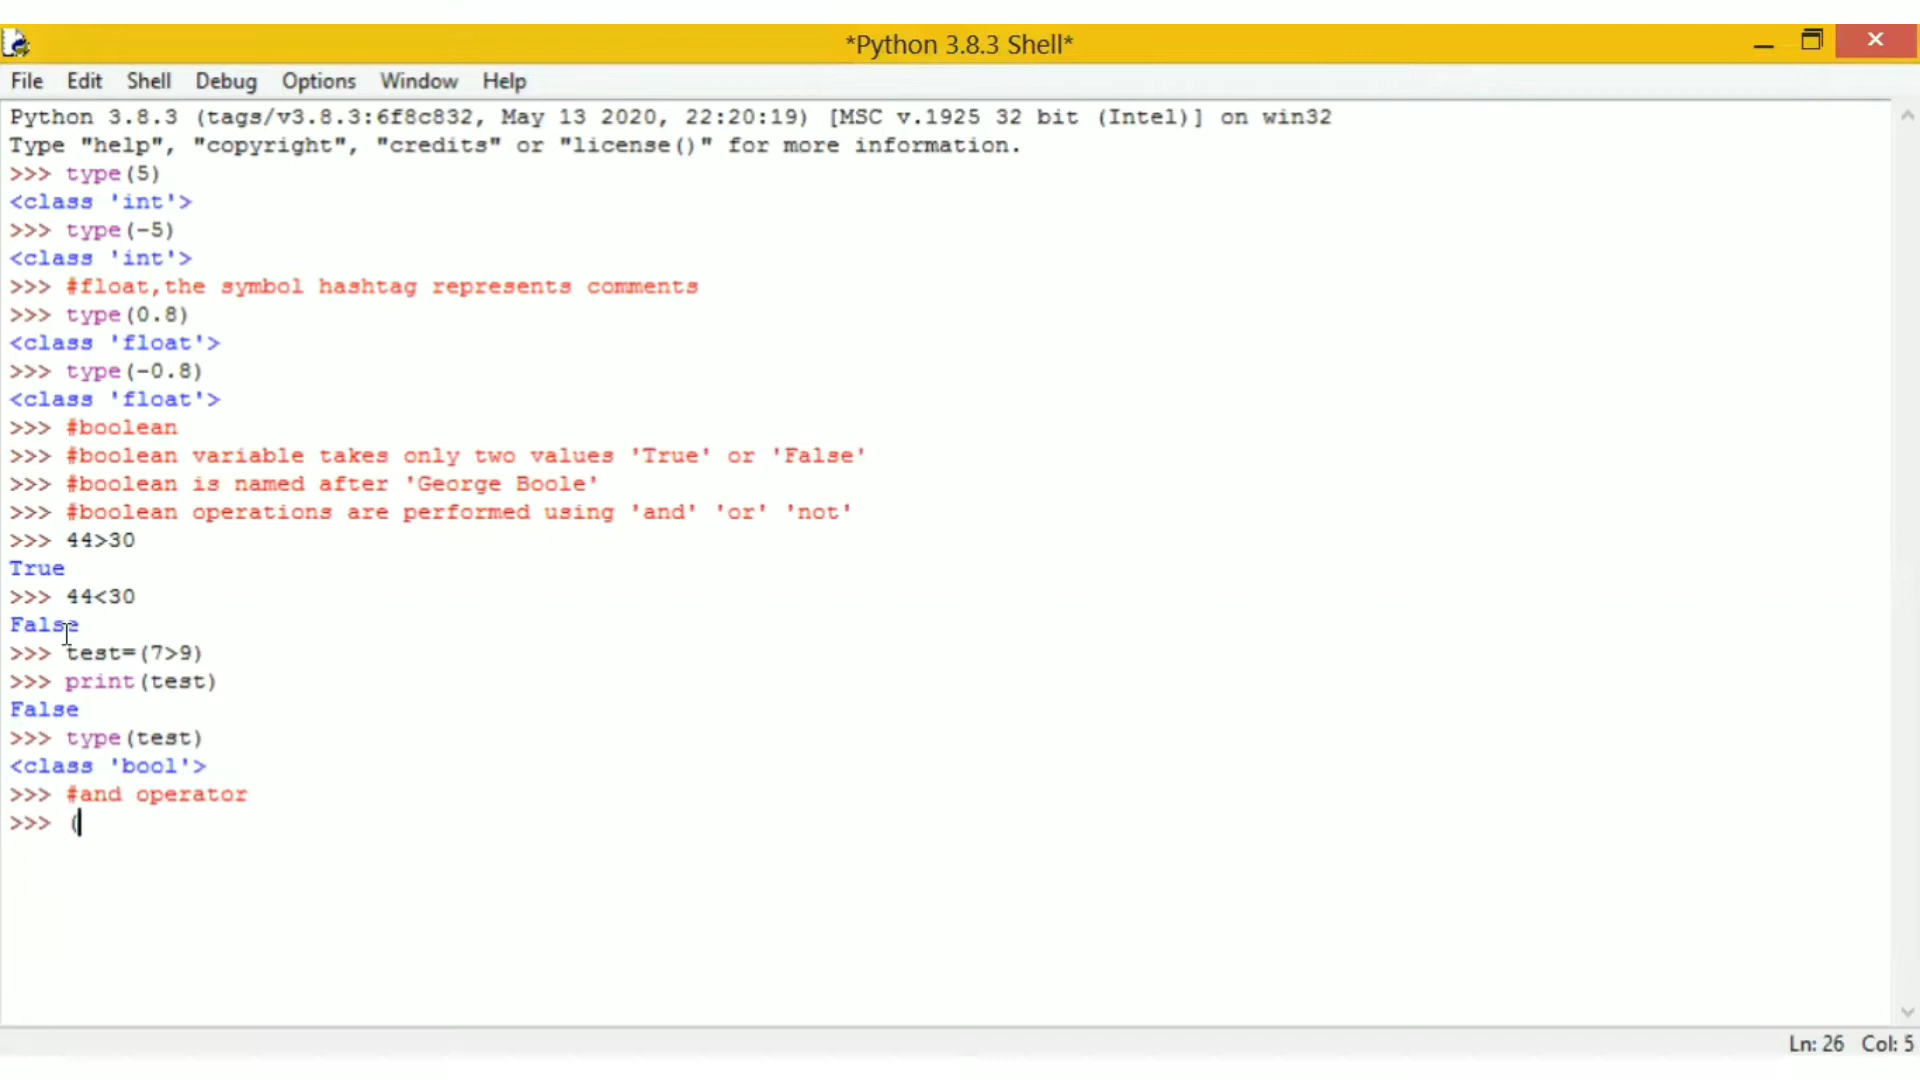 *Python 3.8.3 Shell*
File Edit Shell Debug Options Window Help
Python 3.8.3 (tags/v3.8.3:6f8c832, May 13 2020, 22:20:19) [MSC v.1925 32 bit (Intel)] on win32
Type "help", "copyright", "credits" or "license()" for more information.
>>> type(5)
<class 'int'>
>>> type(-5)
<class 'int'>
>>> #float,the symbol hashtag represents comments
>>> type(0.8)
<class 'float'>
>>> type(-0.8)
<class 'float'>
>>> #boolean
>>> #boolean variable takes only two values 'True' or 'False'
>>> #boolean is named after 'George Boole'
>>> #boolean operations are performed using 'and' 'or' 'not'
>>> 44>30
True
>>> 44<30
False
>>> test=(7>9)
>>> print(test)
False
>>> type(test)
<class 'bool'>
>>> #and operator
>>> (
Ln: 26 Col: 5